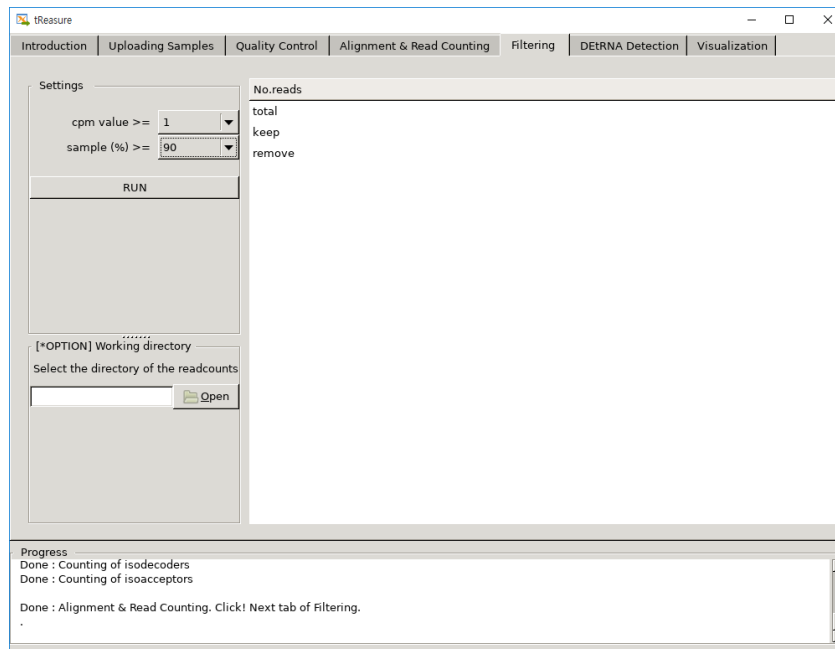 tReasure
Introduction Uploading Samples Quality Control Alignment & Read Counting Filtering DEtRNA Detection Visualization
Settings
cpm value >= 1
sample (%) >= 90
RUN
No.reads
total
keep
remove
[*OPTION] Working directory
Select the directory of the readcounts
Open
Progress
Done : Counting of isodecoders
Done : Counting of isoacceptors
Done : Alignment & Read Counting. Click! Next tab of Filtering.
.